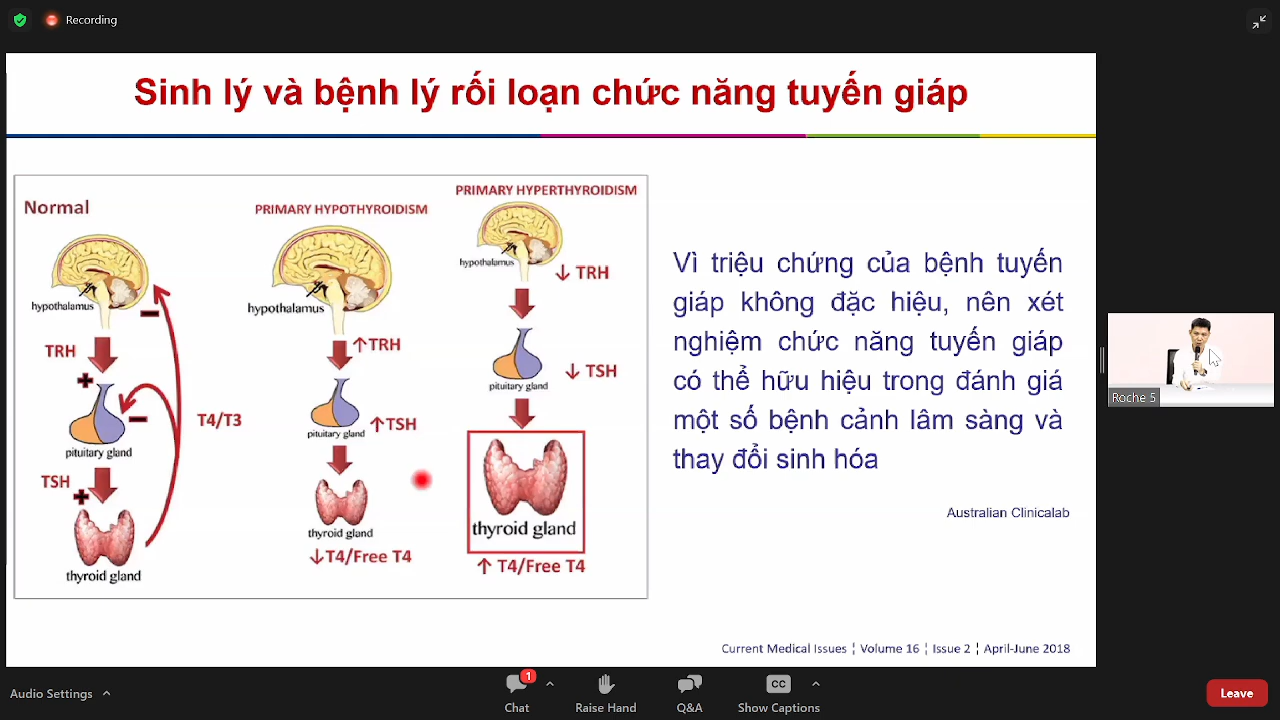 Recording
Sinh lý và bệnh lý rối loạn chức năng tuyến giáp
Normal
hypothalamus
TRH
pituitary gland
T4/T3
TSH
thyroid gland
PRIMARY HYPOTHYROIDISM
hypothalamus
↑TRH
pituitary gland
↑TSH
thyroid gland
↓T4/Free T4
PRIMARY HYPERTHYROIDISM
hypothalamus
↓ TRH
pituitary gland
↓ TSH
thyroid gland
↑ T4/Free T4
Vì triệu chứng của bệnh tuyến
giáp không đặc hiệu, nên xét
nghiệm chức năng tuyến giáp
có thể hữu hiệu trong đánh giá
một số bệnh cảnh lâm sàng và
thay đổi sinh hóa
Australian Clinicalab
Current Medical Issues ¦ Volume 16 ¦ Issue 2 ¦ April-June 2018
Roche 5
Audio Settings
1
Chat
Raise Hand
Q&A
CC
Show Captions
Leave